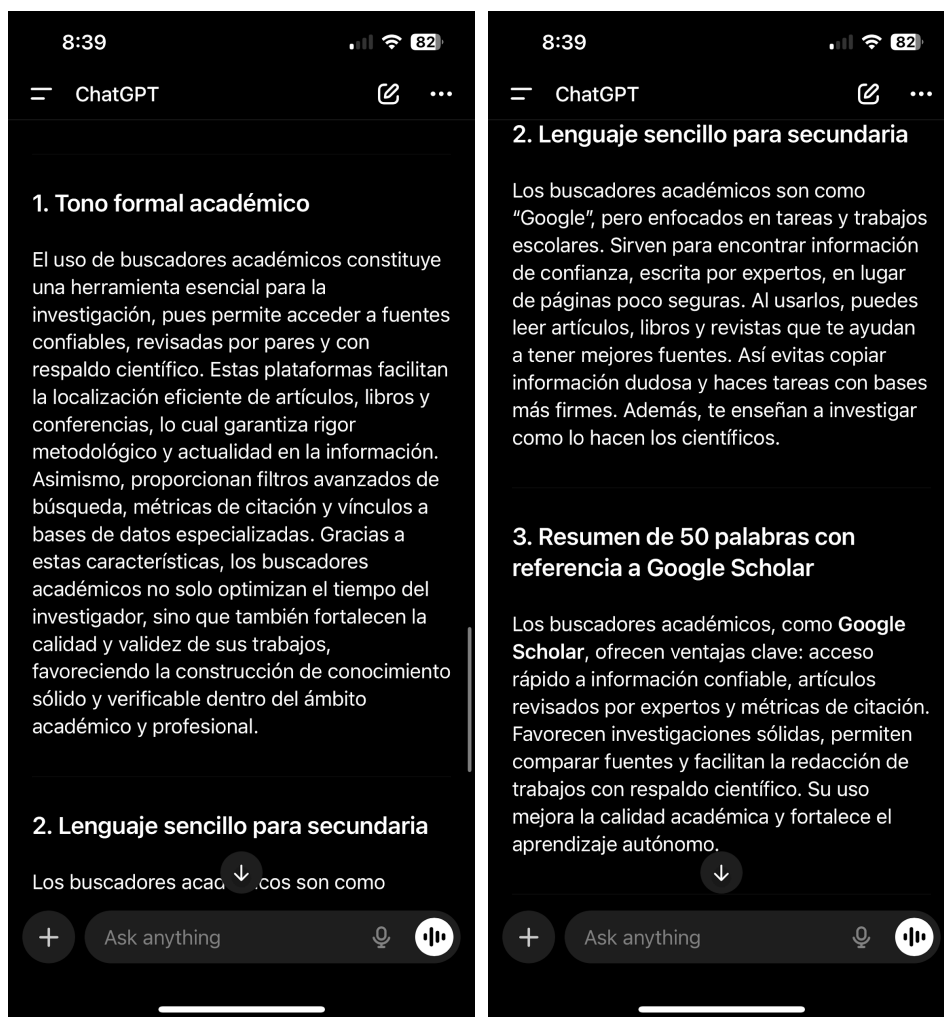 8:39
82
ChatGPT
1. Tono formal académico
El uso de buscadores académicos constituye
una herramienta esencial para la
investigación, pues permite acceder a fuentes
confiables, revisadas por pares y con
respaldo científico. Estas plataformas facilitan
la localización eficiente de artículos, libros y
conferencias, lo cual garantiza rigor
metodológico y actualidad en la información.
Asimismo, proporcionan filtros avanzados de
búsqueda, métricas de citación y vínculos a
bases de datos especializadas. Gracias a
estas características, los buscadores
académicos no solo optimizan el tiempo del
investigador, sino que también fortalecen la
calidad y validez de sus trabajos,
favoreciendo la construcción de conocimiento
sólido y verificable dentro del ámbito
académico y profesional.
2. Lenguaje sencillo para secundaria
Los buscadores acad cos son como
Ask anything
8:39
82
ChatGPT
2. Lenguaje sencillo para secundaria
Los buscadores académicos son como
“Google”, pero enfocados en tareas y trabajos
escolares. Sirven para encontrar información
de confianza, escrita por expertos, en lugar
de páginas poco seguras. Al usarlos, puedes
leer artículos, libros y revistas que te ayudan
a tener mejores fuentes. Así evitas copiar
información dudosa y haces tareas con bases
más firmes. Además, te enseñan a investigar
como lo hacen los científicos.
3. Resumen de 50 palabras con
referencia a Google Scholar
Los buscadores académicos, como Google
Scholar, ofrecen ventajas clave: acceso
rápido a información confiable, artículos
revisados por expertos y métricas de citación.
Favorecen investigaciones sólidas, permiten
comparar fuentes y facilitan la redacción de
trabajos con respaldo científico. Su uso
mejora la calidad académica y fortalece el
aprendizaje autónomo.
Ask anything